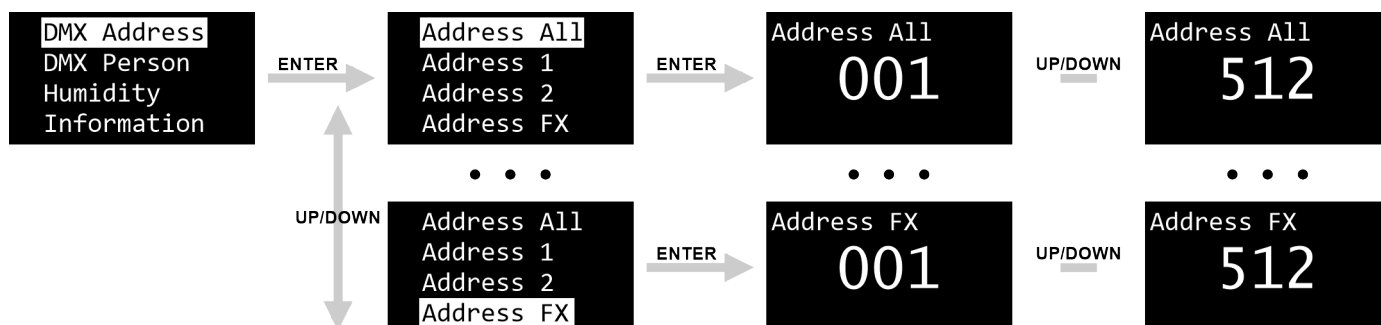 DMX Address
DMX Person
Humidity
Information
ENTER
Address All
Address 1
Address 2
Address FX
ENTER
Address All
001
UP/DOWN
Address All
512
• • •
• • •
• • •
UP/DOWN
Address All
Address 1
Address 2
Address FX
ENTER
Address FX
001
UP/DOWN
Address FX
512